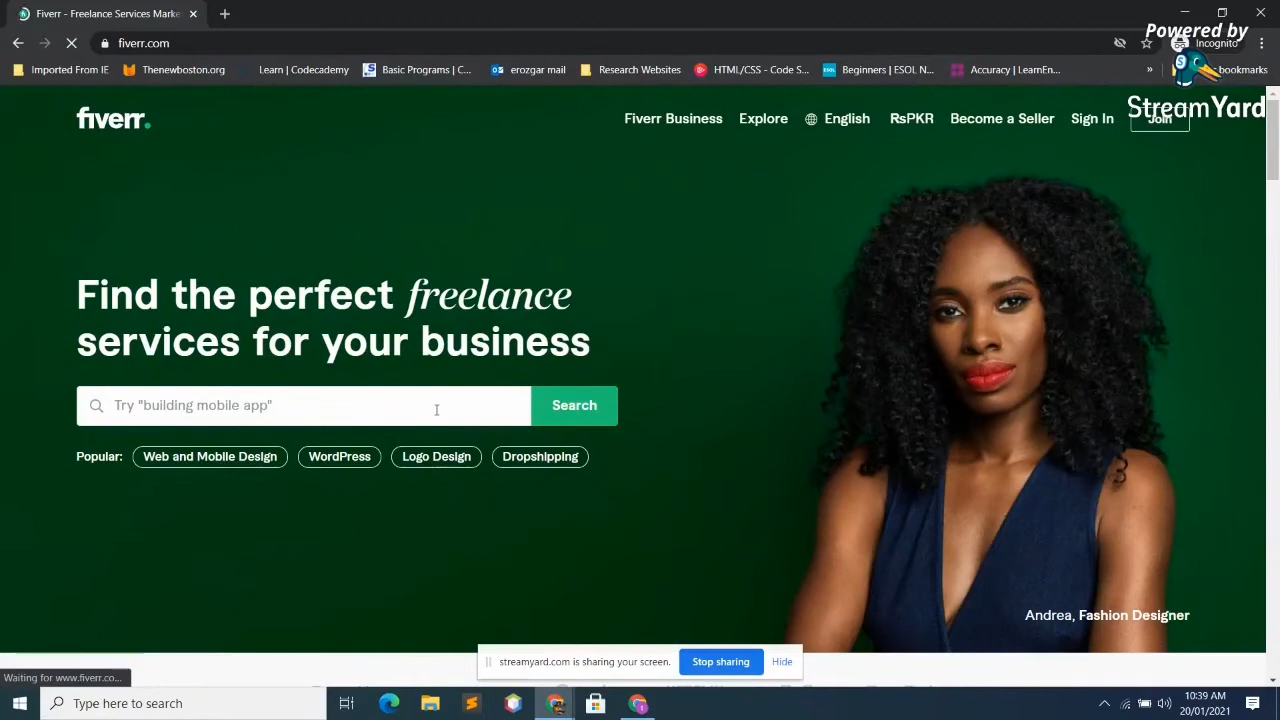 Fiverr - Freelance Services Marke
fiverr.com
Incognito
Powered by
Imported From IE
Thenewboston.org
Learn | Codecademy
Basic Programs | C...
erozgar mail
Research Websites
HTML/CSS - Code S...
Beginners | ESOL N...
Accuracy | LearnEn...
»
bookmarks
StreamYard
fiverr.
Fiverr Business
Explore
English
RsPKR
Become a Seller
Sign In
Join
Find the perfect freelance
services for your business
Try "building mobile app"
Search
Popular:
Web and Mobile Design
WordPress
Logo Design
Dropshipping
Andrea, Fashion Designer
streamyard.com is sharing your screen.
Stop sharing
Hide
Waiting for www.fiverr.co...
Type here to search
10:39 AM
20/01/2021